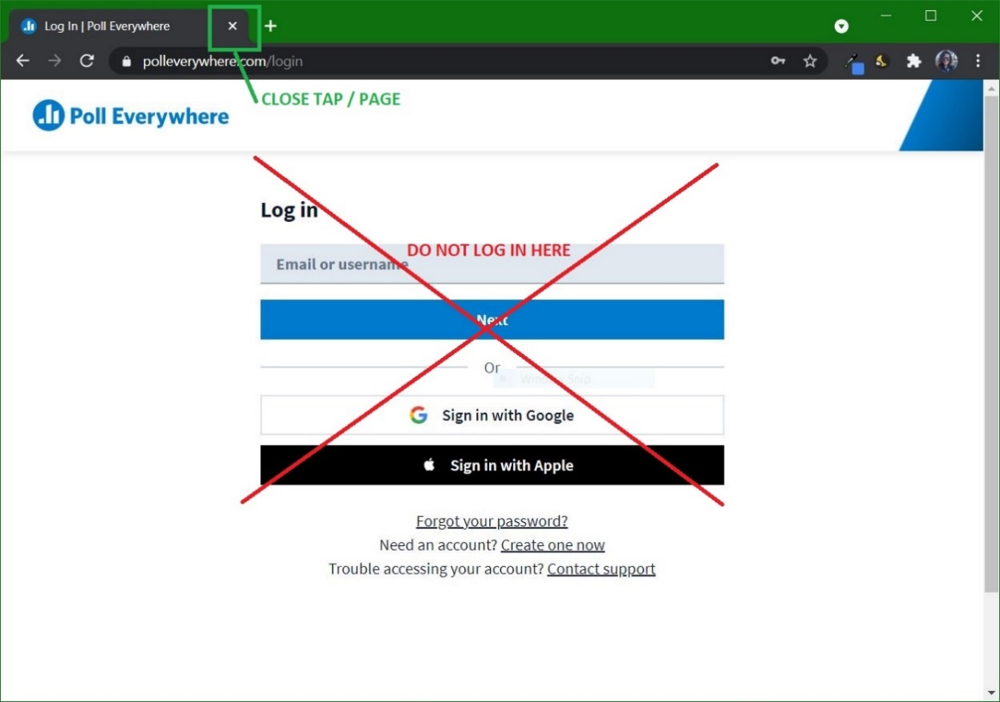 Log In | Poll Everywhere
polleverywhere.com/login
CLOSE TAP / PAGE
Poll Everywhere
Log in
DO NOT LOG IN HERE
Email or username
Next
Or
Window Snip
Sign in with Google
Sign in with Apple
Forgot your password?
Need an account? Create one now
Trouble accessing your account? Contact support